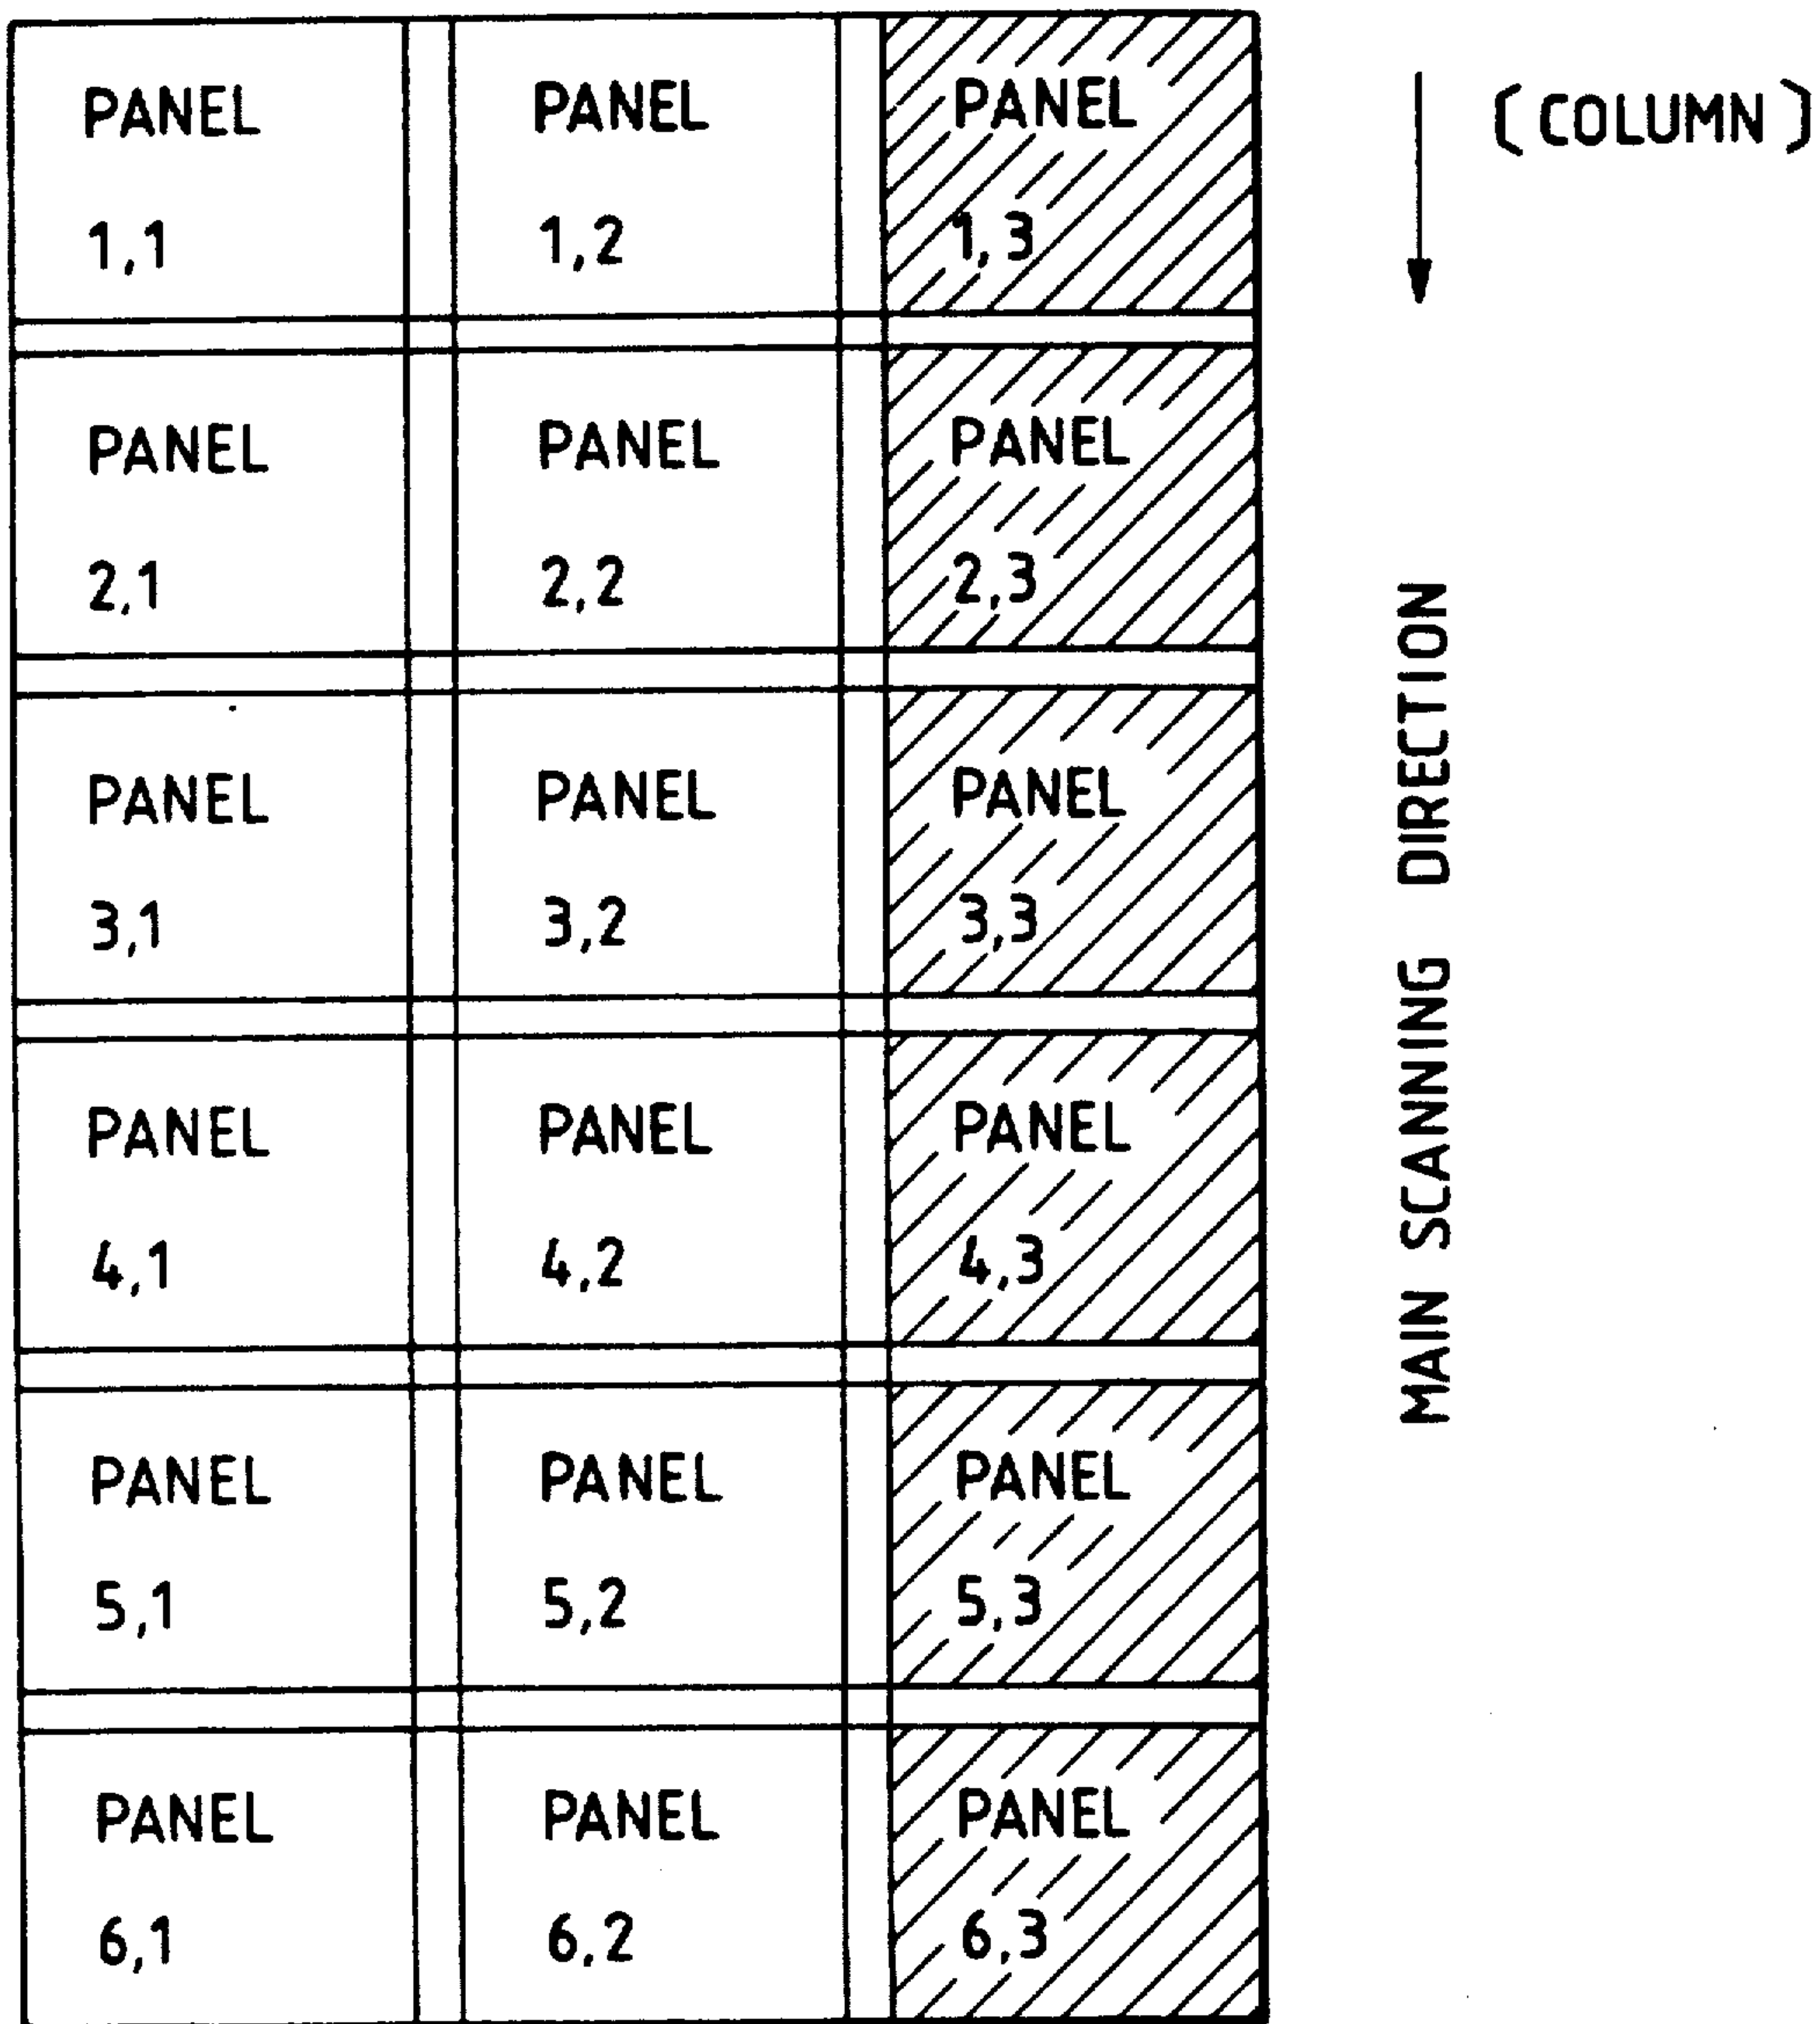 PANEL PANEL PANEL
(COLUMN)
1,1 1,2 1,3
PANEL PANEL PANEL
2,1 2,2 2,3
PANEL PANEL PANEL
3,1 3,2 3,3
PANEL PANEL PANEL
4,1 4,2 4,3
PANEL PANEL PANEL
5,1 5,2 5,3
PANEL PANEL PANEL
6,1 6,2 6,3
MAIN SCANNING DIRECTION